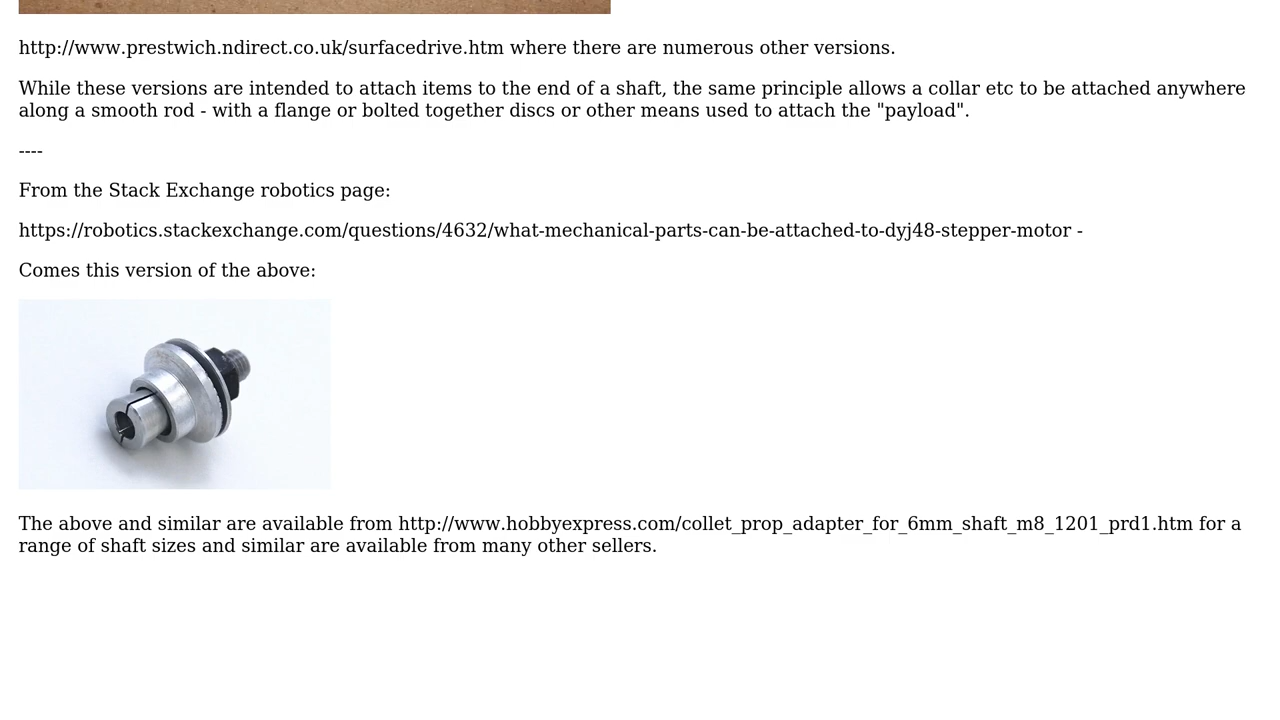 http://www.prestwich.ndirect.co.uk/surfacedrive.htm where there are numerous other versions.
While these versions are intended to attach items to the end of a shaft, the same principle allows a collar etc to be attached anywhere
along a smooth rod - with a flange or bolted together discs or other means used to attach the "payload".
----
From the Stack Exchange robotics page:
https://robotics.stackexchange.com/questions/4632/what-mechanical-parts-can-be-attached-to-dyj48-stepper-motor -
Comes this version of the above:
The above and similar are available from http://www.hobbyexpress.com/collet_prop_adapter_for_6mm_shaft_m8_1201_prd1.htm for a
range of shaft sizes and similar are available from many other sellers.